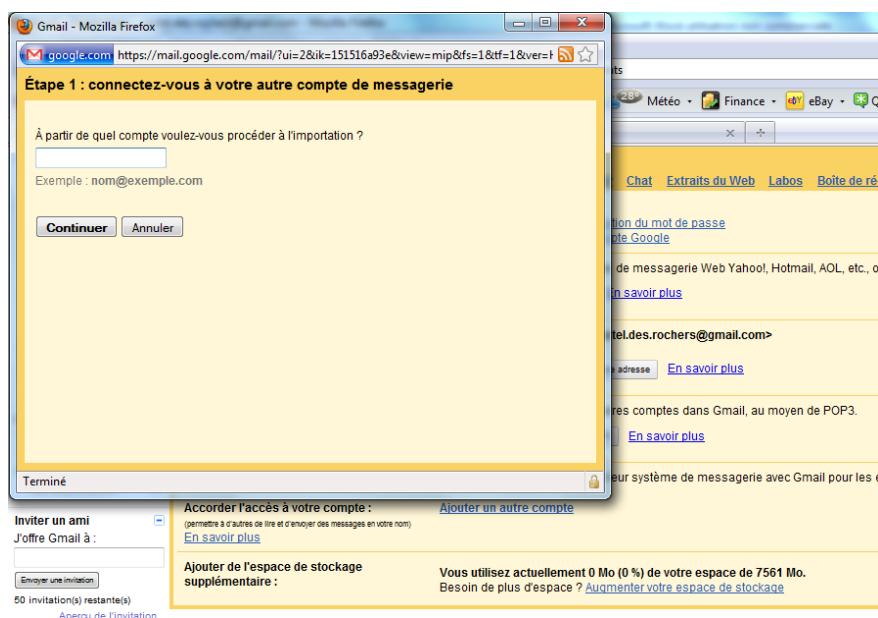 Gmail - Mozilla Firefox
google.com https://mail.google.com/mail/?ui=2&ik=151516a93e&view=mip&fs=1&tf=1&ver=
Étape 1 : connectez-vous à votre autre compte de messagerie
À partir de quel compte voulez-vous procéder à l'importation ?
Exemple : nom@exemple.com
Continuer Annuler
Terminé
ts
28° Météo Finance eBay Q
Chat Extraits du Web Labos Boîte de ré
tion du mot de passe
pte Google
de messagerie Web Yahoo!, Hotmail, AOL, etc., o
En savoir plus
tel.des.rochers@gmail.com>
adresse En savoir plus
res comptes dans Gmail, au moyen de POP3.
En savoir plus
eur système de messagerie avec Gmail pour les e
Inviter un ami
J'offre Gmail à :
Envoyer une invitation
50 invitation(s) restante(s)
Aperçu de l'invitation
Accorder l'accès à votre compte : Ajouter un autre compte
(permettre à d'autres de lire et d'envoyer des messages en votre nom)
En savoir plus
Ajouter de l'espace de stockage
supplémentaire :
Vous utilisez actuellement 0 Mo (0 %) de votre espace de 7561 Mo.
Besoin de plus d'espace ? Augmenter votre espace de stockage